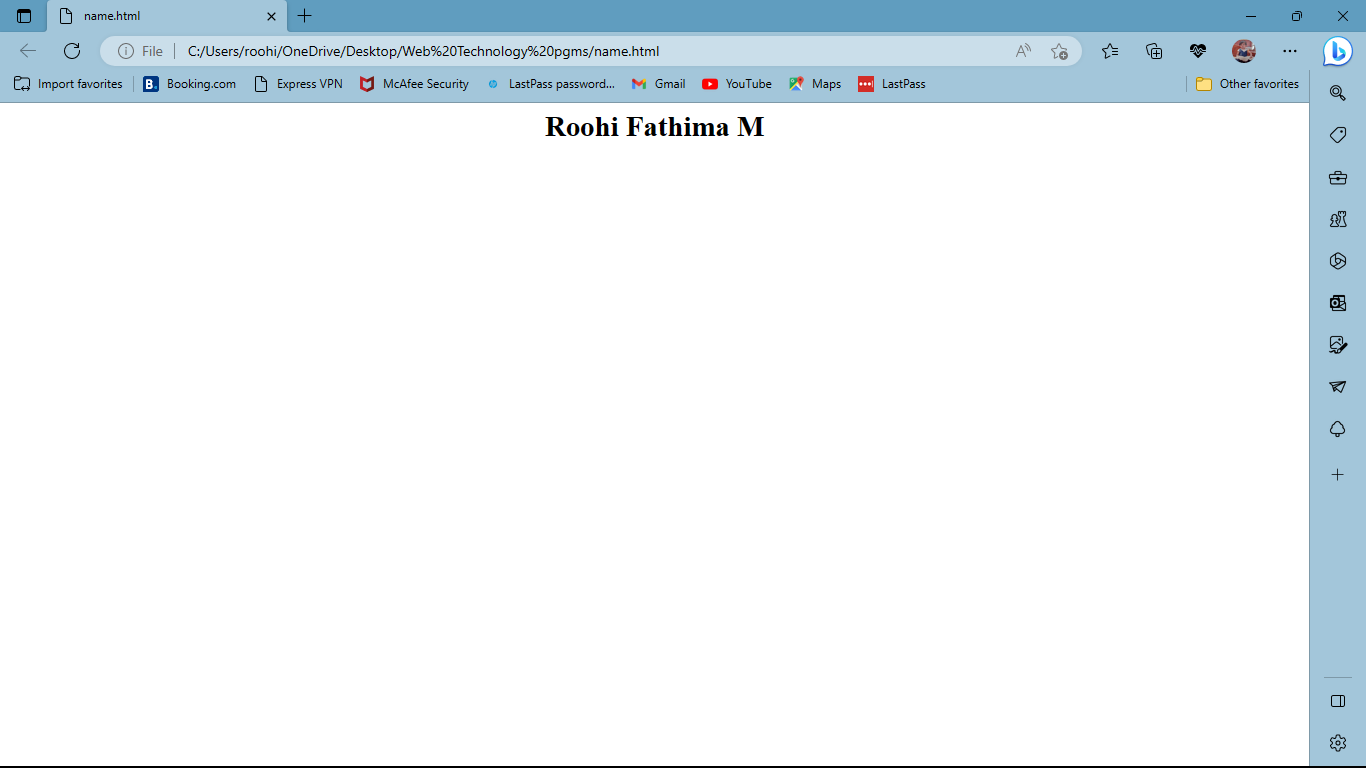 name.html
File C:/Users/roohi/OneDrive/Desktop/Web%20Technology%20pgms/name.html
Import favorites B. Booking.com Express VPN McAfee Security LastPass password... Gmail YouTube Maps LastPass Other favorites
Roohi Fathima M